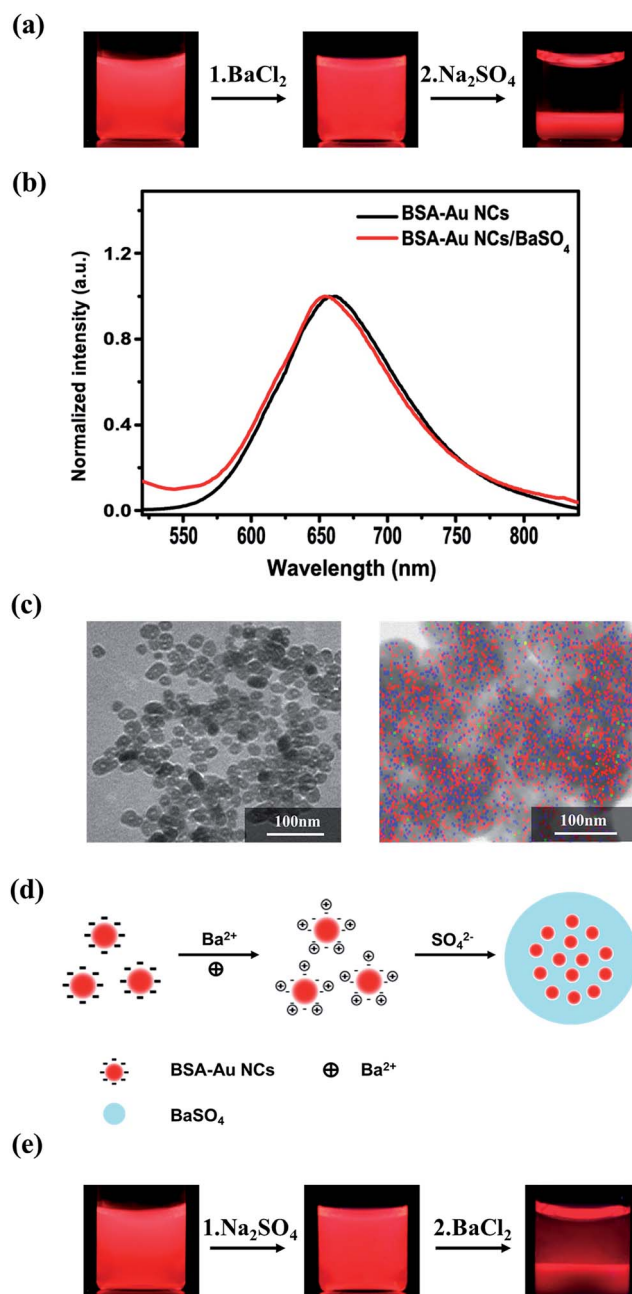 (a)
1.BaCl₂
2.Na₂SO₄
(b)
BSA-Au NCs
BSA-Au NCs/BaSO₄
Normalized intensity (a.u.)
1.2
0.8
0.4
0.0
550 600 650 700 750 800
Wavelength (nm)
(c)
100nm
100nm
(d)
Ba²⁺
⊕
SO₄²⁻
BSA-Au NCs
⊕ Ba²⁺
BaSO₄
(e)
1.Na₂SO₄
2.BaCl₂